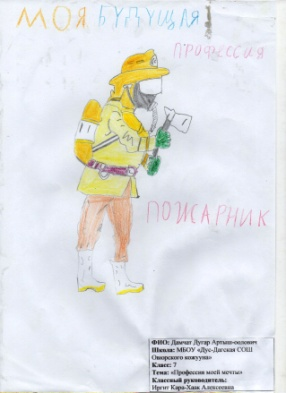 МОЯ БУДУЩАЯ
ПРОФЕССИЯ
ПОЖАРНИК
ФИО: Дамчат Дугар Артыш-оолович
Школа: МБОУ «Дус-Дагская СОШ
Овюрского кожууна»
Класс: 7
Тема: «Профессия моей мечты»
Классный руководитель:
Иргит Кара-Хаак Алексеевна